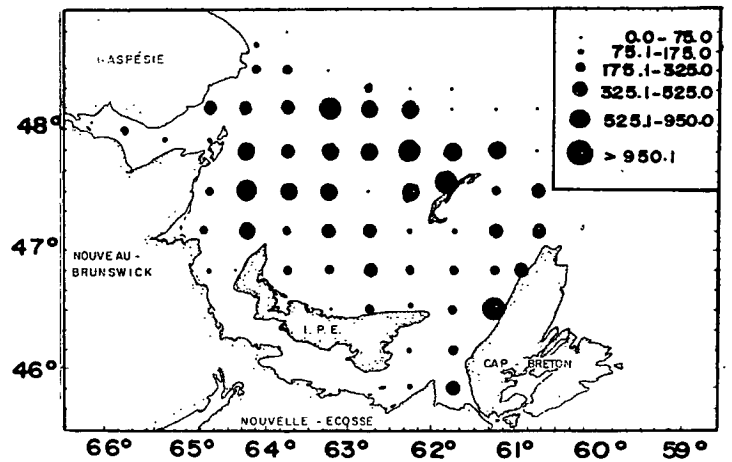 GASPÉSIE
0.0-75.0
75.1-175.0
175.1-325.0
325.1-525.0
525.1-950.0
> 950.1
48°
47°
46°
NOUVEAU-
BRUNSWICK
I.P.E.
CAP-BRETON
NOUVELLE-ECOSSE
66° 65° 64° 63° 62° 61° 60° 59°